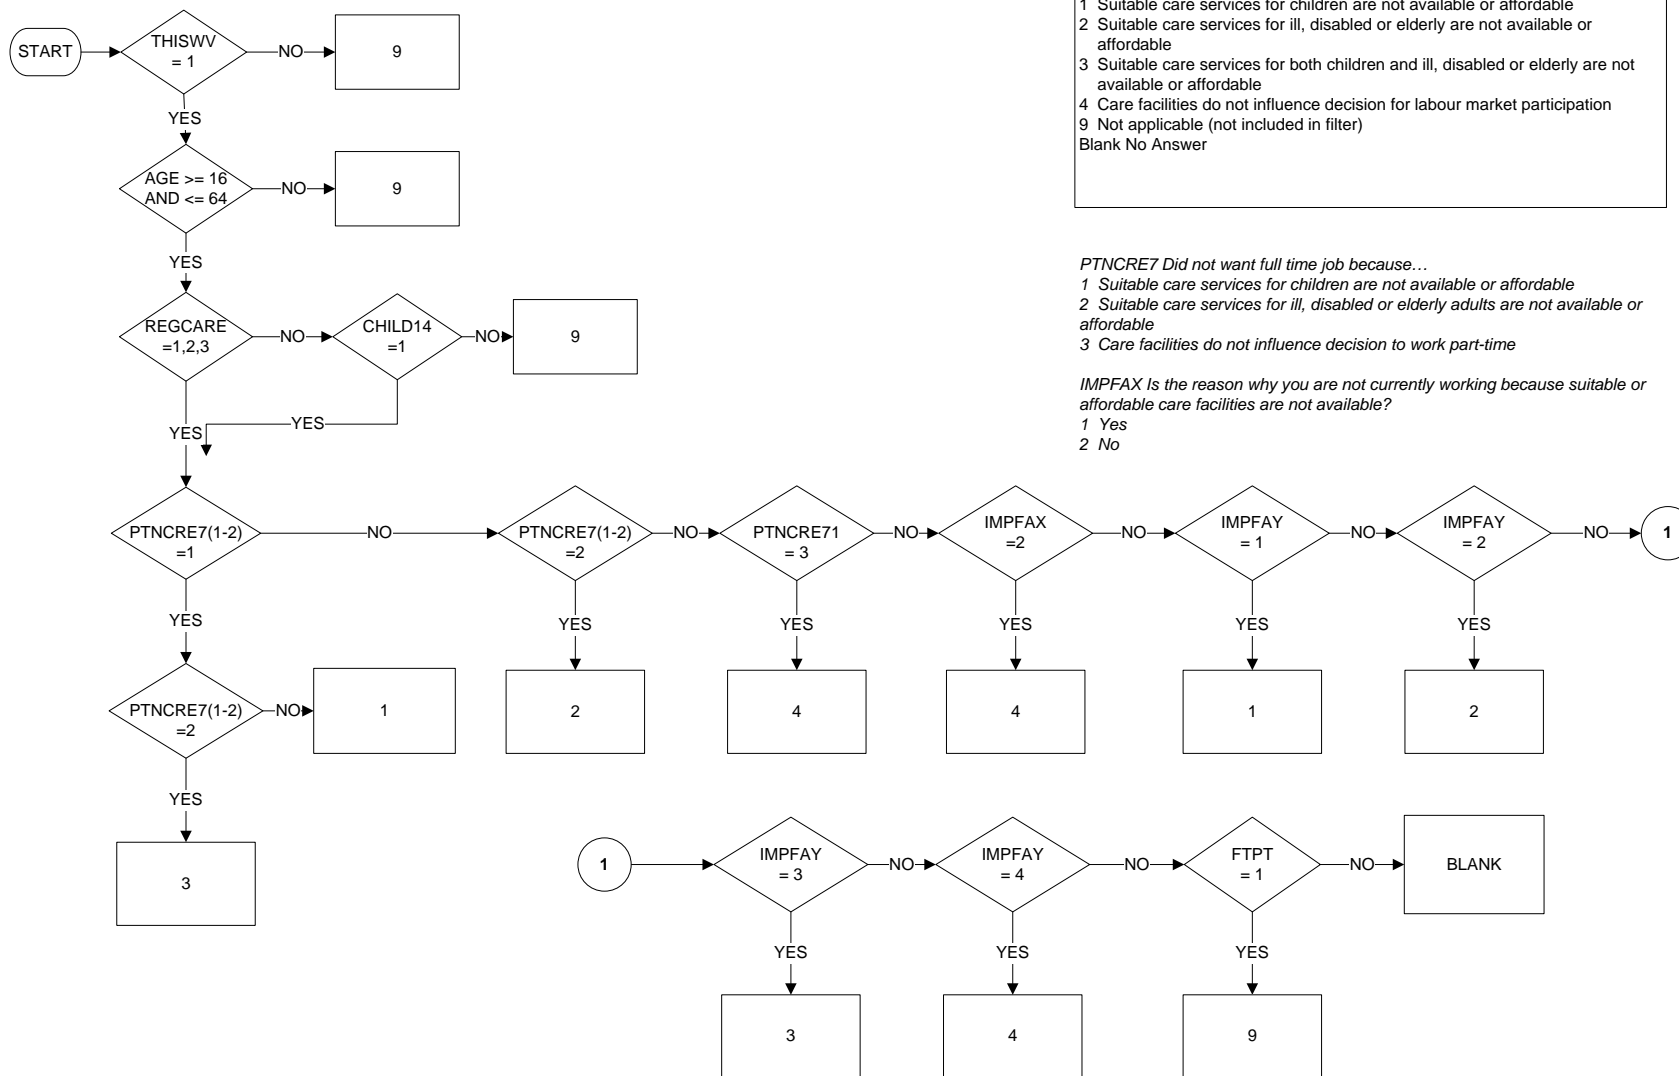 1 Suitable care services for children are not available or affordable
2 Suitable care services for ill, disabled or elderly are not available or
affordable
3 Suitable care services for both children and ill, disabled or elderly are not
available or affordable
4 Care facilities do not influence decision for labour market participation
9 Not applicable (not included in filter)
Blank No Answer
START
THISWV
= 1
NO
9
YES
AGE >= 16
AND <= 64
NO
9
YES
PTNCRE7 Did not want full time job because…
1 Suitable care services for children are not available or affordable
2 Suitable care services for ill, disabled or elderly adults are not available or
affordable
3 Care facilities do not influence decision to work part-time
IMPFAX Is the reason why you are not currently working because suitable or
affordable care facilities are not available?
1 Yes
2 No
REGCARE
=1,2,3
NO
CHILD14
=1
NO
9
YES
YES
PTNCRE7(1-2)
=1
NO
PTNCRE7(1-2)
=2
NO
PTNCRE71
= 3
NO
IMPFAX
=2
NO
IMPFAY
= 1
NO
IMPFAY
= 2
NO
1
YES
YES
YES
YES
YES
YES
PTNCRE7(1-2)
=2
NO
1
2
4
4
1
2
YES
3
1
IMPFAY
= 3
NO
IMPFAY
= 4
NO
FTPT
= 1
NO
BLANK
YES
YES
YES
3
4
9